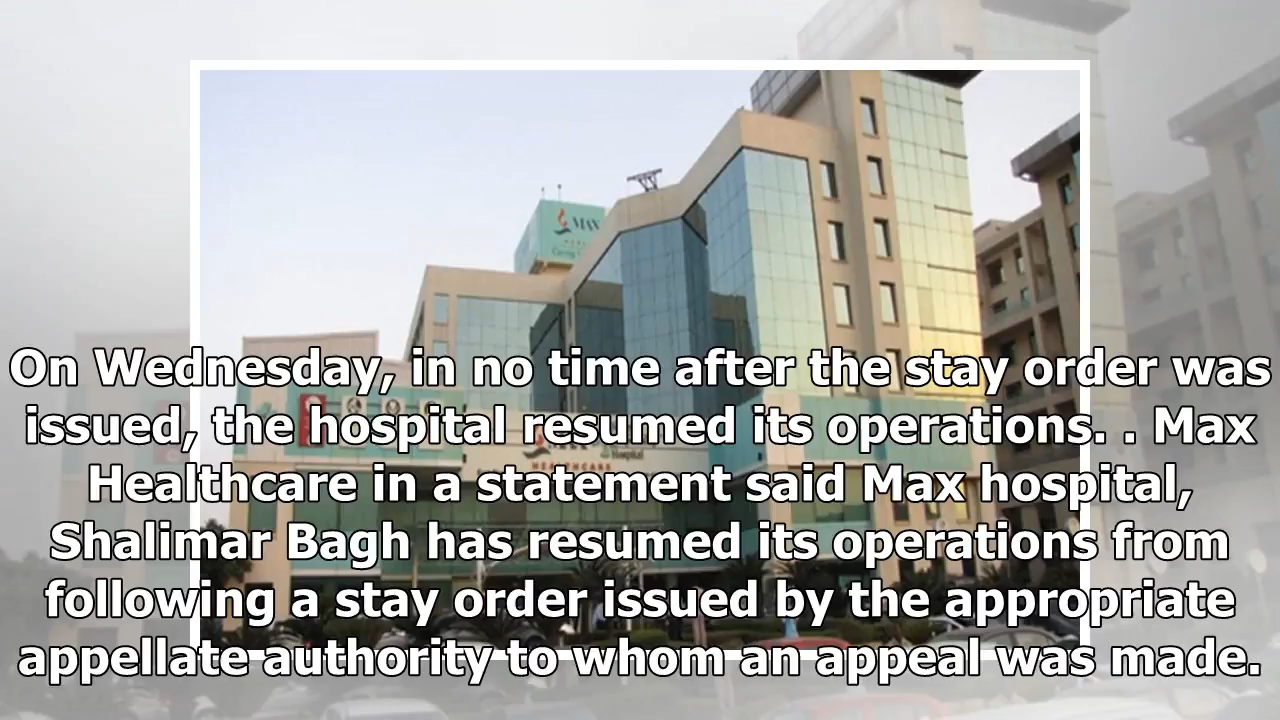 MAX
On Wednesday, in no time after the stay order was
issued, the hospital resumed its operations. . Max
Healthcare in a statement said Max hospital,
Shalimar Bagh has resumed its operations from
following a stay order issued by the appropriate
appellate authority to whom an appeal was made.